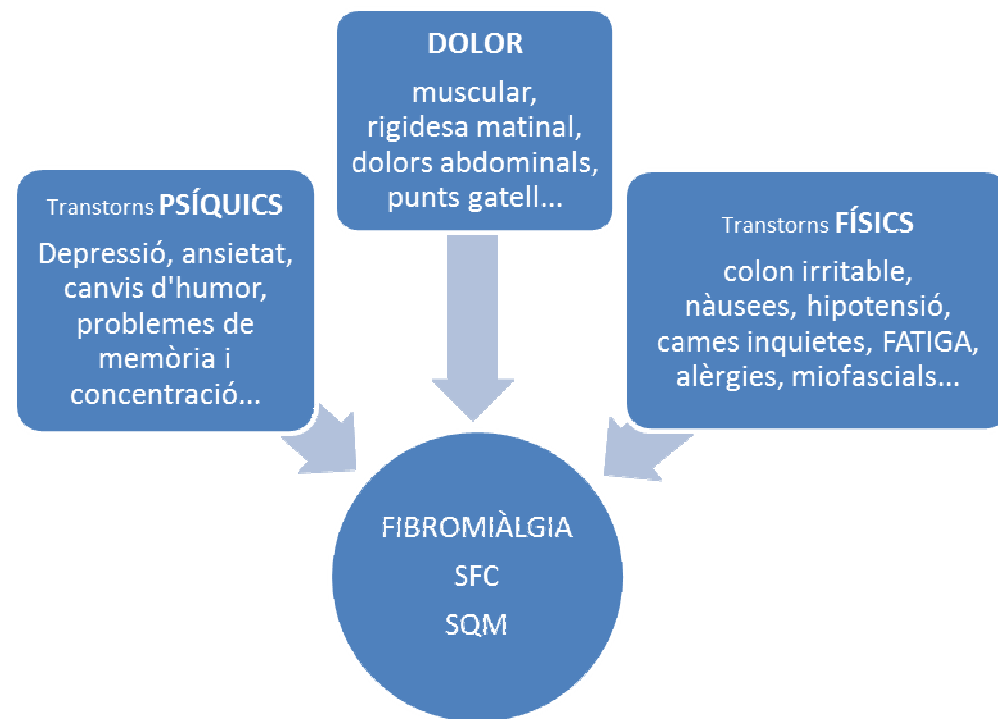 DOLOR
muscular,
rigidesa matinal,
dolors abdominals,
punts gatell...
Transtorns PSÍQUICS
Depressió, ansietat,
canvis d'humor,
problemes de
memòria i
concentració...
Transtorns FÍSICS
colon irritable,
nàusees, hipotensió,
cames inquietes, FATIGA,
alèrgies, miofascials...
FIBROMIÀLGIA
SFC
SQM